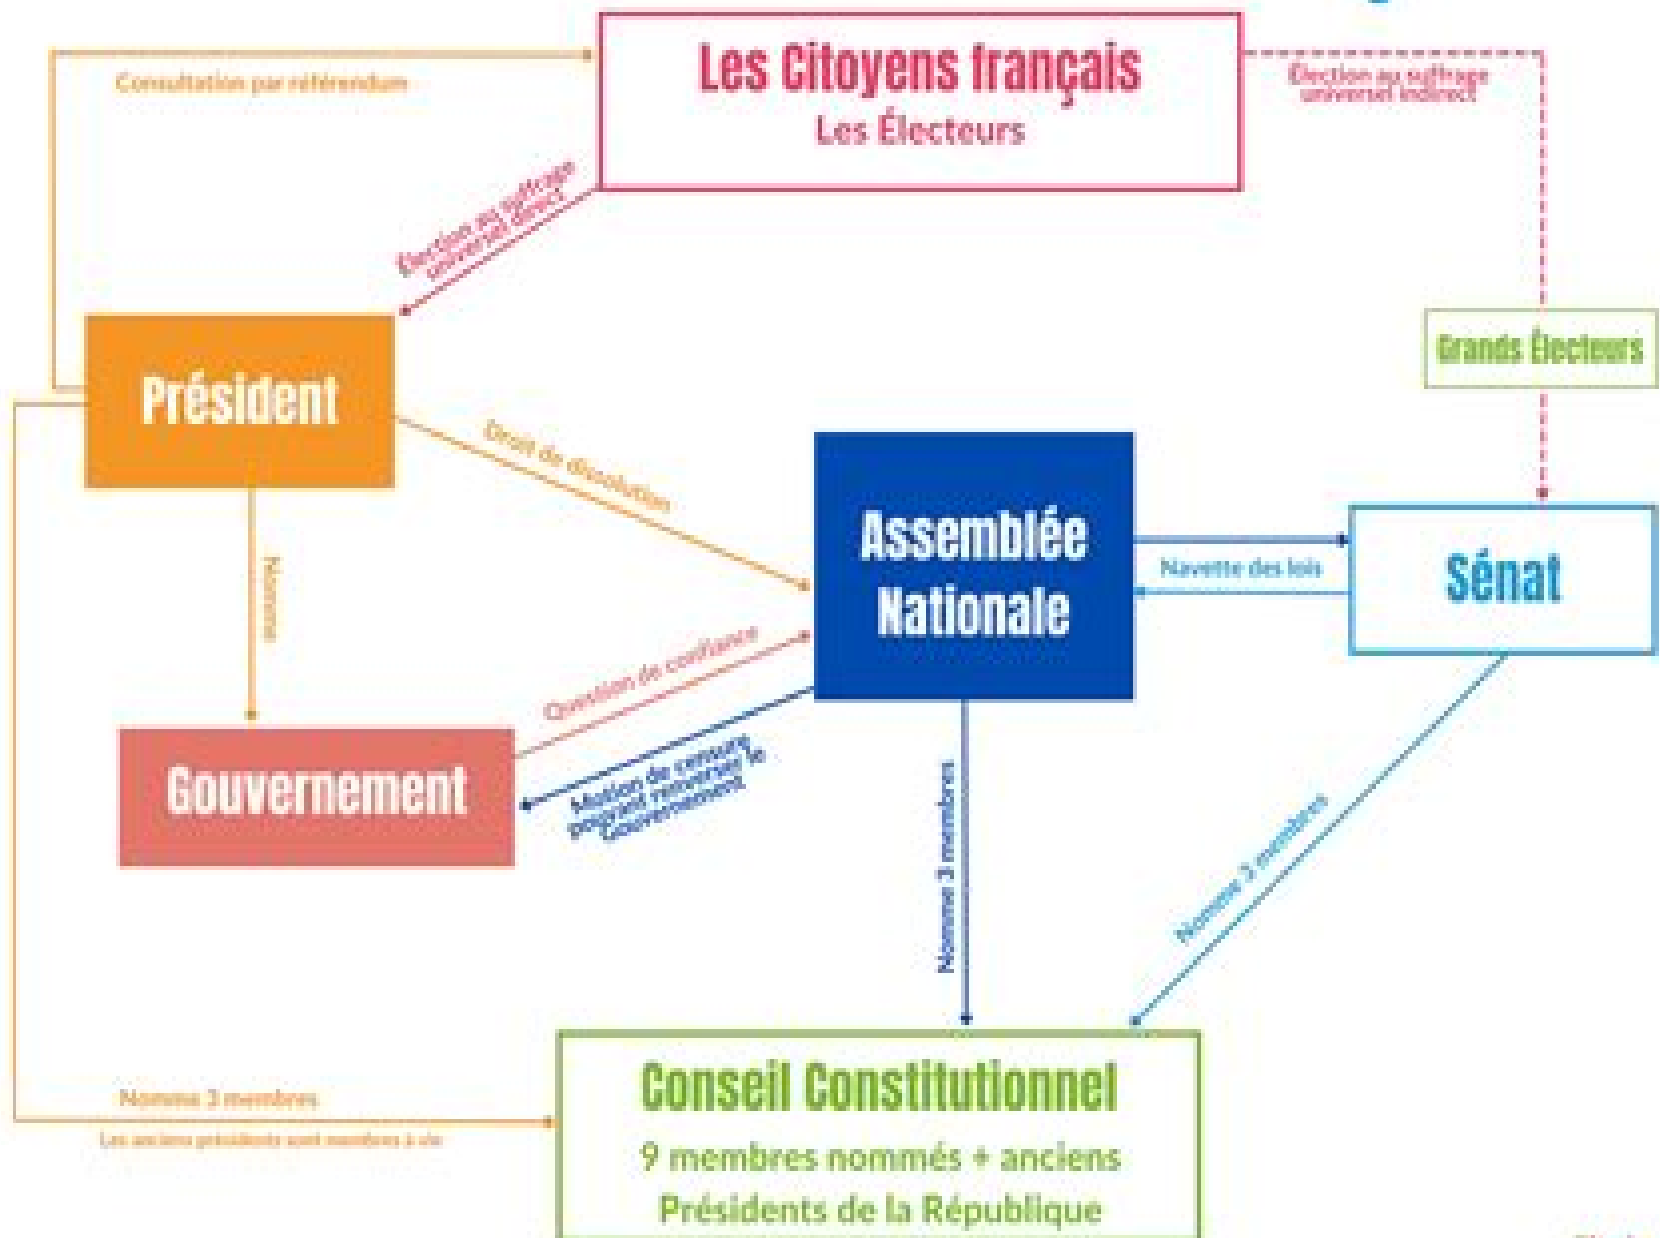 Les Citoyens français
Les Électeurs
Consultation par référendum
Élection au suffrage
universel indirect
Élection au suffrage
universel direct
Grands Électeurs
Président
Droit de dissolution
Assemblée
Nationale
Navette des lois
Sénat
Nomme
Question de confiance
Gouvernement
Motion de censure
pouvant renverser le
Gouvernement
Nomme 3 membres
Nomme 3 membres
Nomme 3 membres
Les anciens présidents sont membres à vie
Conseil Constitutionnel
9 membres nommés + anciens
Présidents de la République